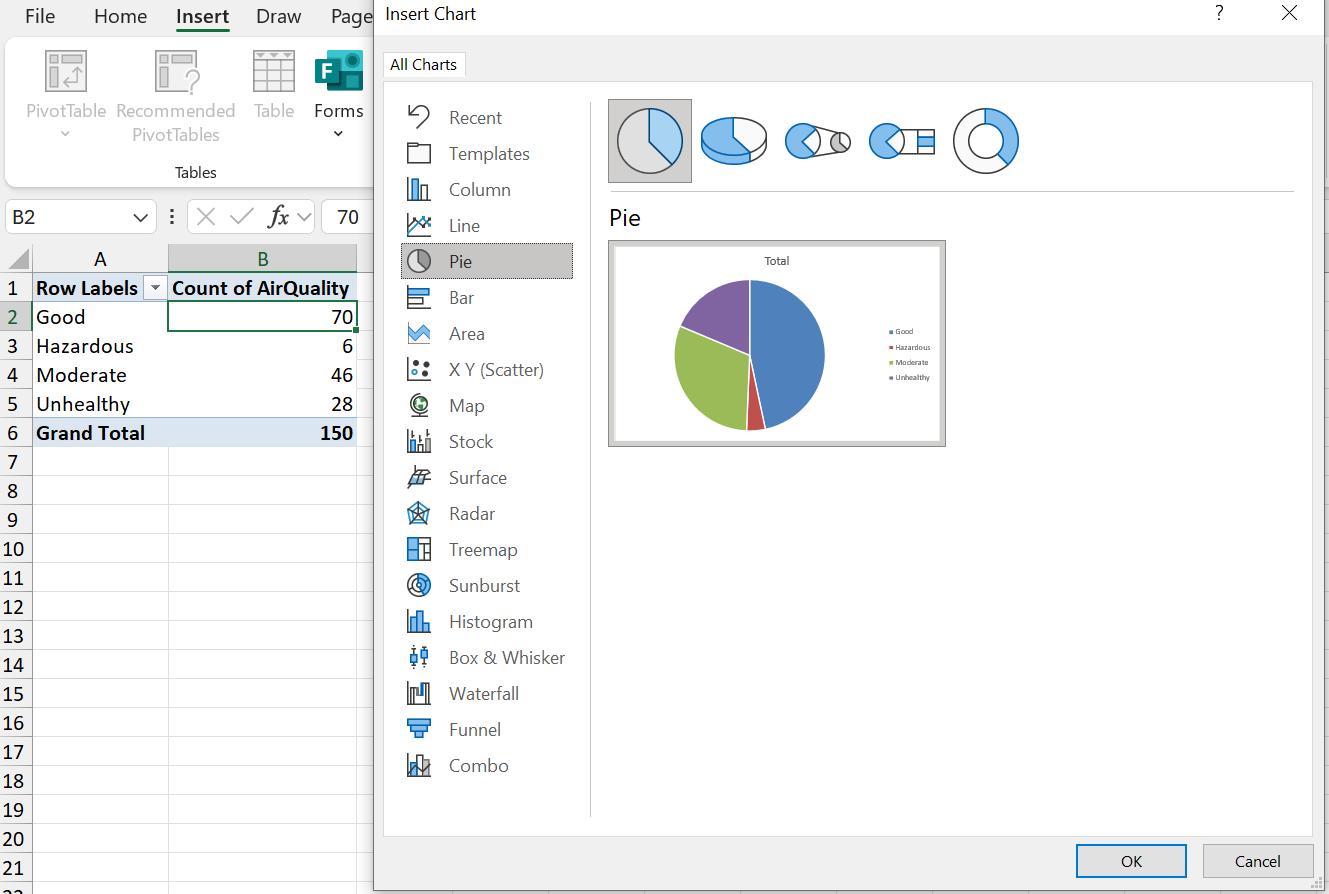 File Home Insert Draw Page
PivotTable Recommended PivotTables Table Forms
Tables
B2 fx 70
A B
1 Row Labels Count of AirQuality
2 Good 70
3 Hazardous 6
4 Moderate 46
5 Unhealthy 28
6 Grand Total 150
7
8
9
10
11
12
13
14
15
16
17
18
19
20
21
Insert Chart ?
All Charts
Recent
Templates
Column
Line
Pie
Bar
Area
X Y (Scatter)
Map
Stock
Surface
Radar
Treemap
Sunburst
Histogram
Box & Whisker
Waterfall
Funnel
Combo
Pie
Total
Good
Hazardous
Moderate
Unhealthy
OK Cancel